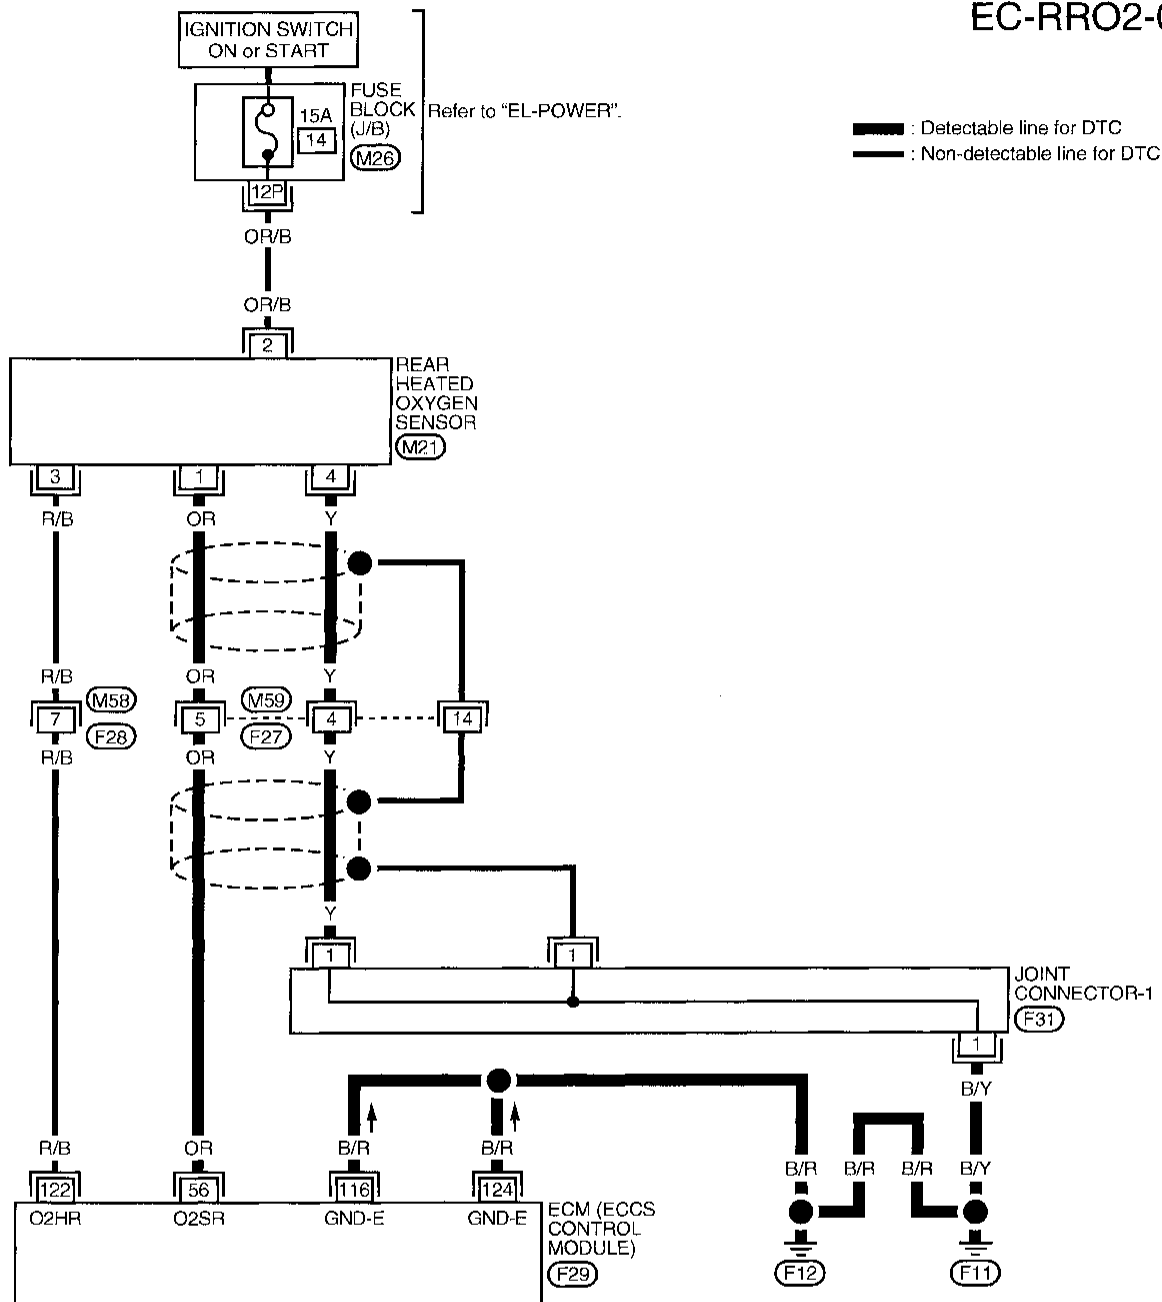 EC-RRO2-0
IGNITION SWITCH
ON or START
FUSE
BLOCK
(J/B)
M26
15A
14
Refer to "EL-POWER".
: Detectable line for DTC
: Non-detectable line for DTC
12P
OR/B
OR/B
2
REAR
HEATED
OXYGEN
SENSOR
M21
3 1 4
R/B OR Y
R/B OR Y
M58 M59
7 5 4 14
F28 F27
R/B OR Y
Y
1 1
JOINT
CONNECTOR-1
F31
1
B/Y
R/B OR B/R B/R
B/R B/R B/R B/Y
122 56 116 124
O2HR O2SR GND-E GND-E
ECM (ECCS
CONTROL
MODULE)
F29
F12 F11